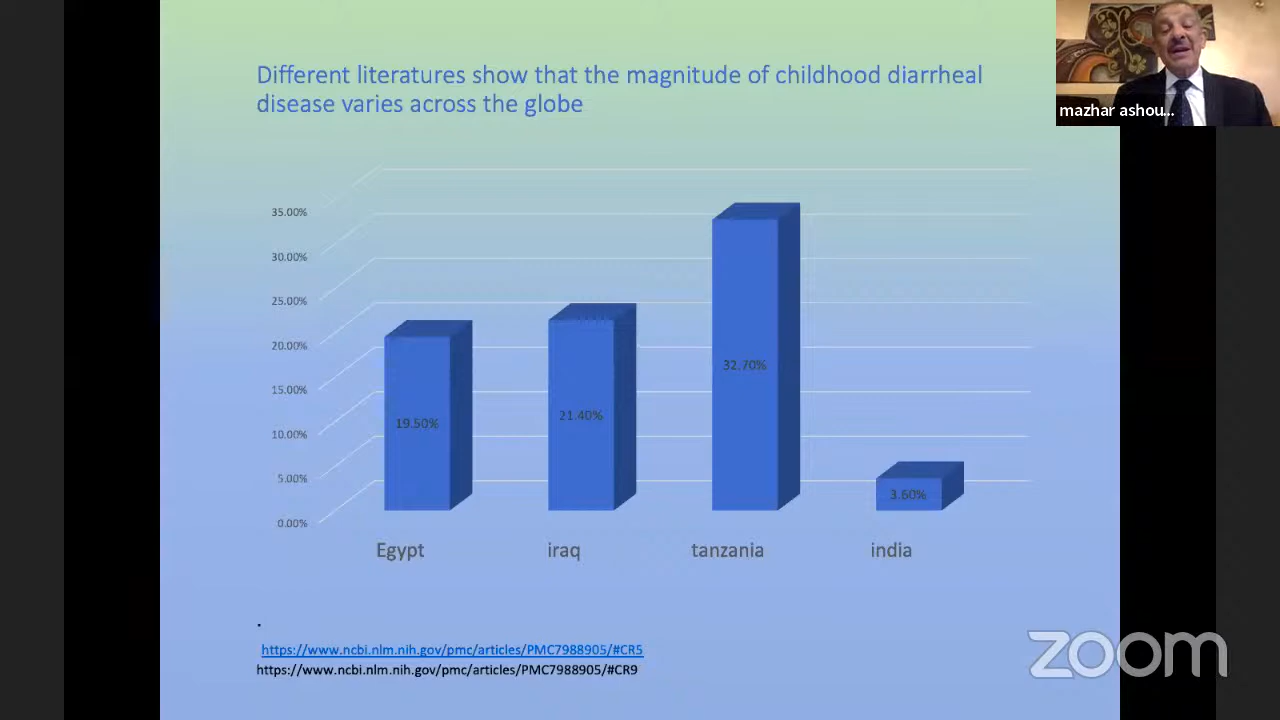 Different literatures show that the magnitude of childhood diarrheal
disease varies across the globe
mazhar ashou...
35.00%
30.00%
25.00%
20.00%
15.00%
10.00%
5.00%
0.00%
19.50%
21.40%
32.70%
3.60%
Egypt
iraq
tanzania
india
.
https://www.ncbi.nlm.nih.gov/pmc/articles/PMC7988905/#CR5
https://www.ncbi.nlm.nih.gov/pmc/articles/PMC7988905/#CR9
zoom